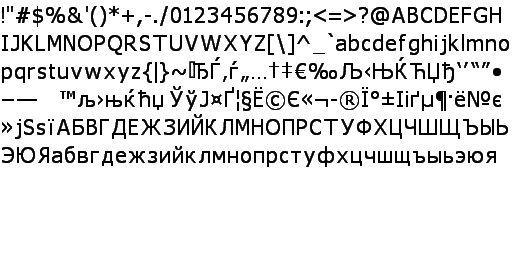 !"#$%&'()*+,-./0123456789:;<=>?@ABCDEFGH
IJKLMNOPQRSTUVWXYZ[\]^_`abcdefghijklmno
pqrstuvwxyz{|}~ЂЃ‚ѓ„…†‡€‰Љ‹ЊЌЋЏђ‘’“”•
–— ™љ›њќћџ ЎўЈ¤Ґ¦§Ё©Є«¬-®Ї°±Ііґµ¶·ё№є
»јЅѕїАБВГДЕЖЗИЙКЛМНОПРСТУФХЦЧШЩЪЫЬ
ЭЮЯабвгдежзийклмнопрстуфхцчшщъыьэюя